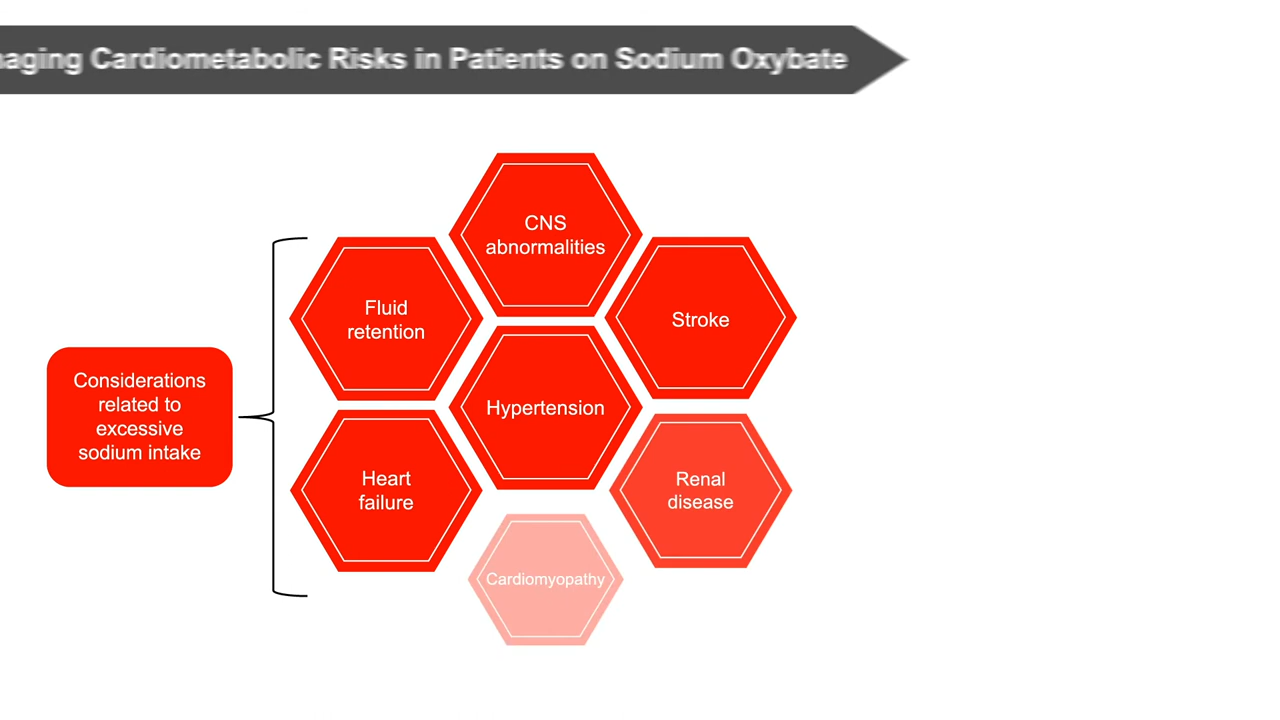 Cardiometabolic Risks in Patients on Sodium Oxybate
CNS
abnormalities
Fluid
retention
Stroke
Considerations
related to
excessive
sodium intake
Hypertension
Heart
failure
Renal
disease
Cardiomyopathy